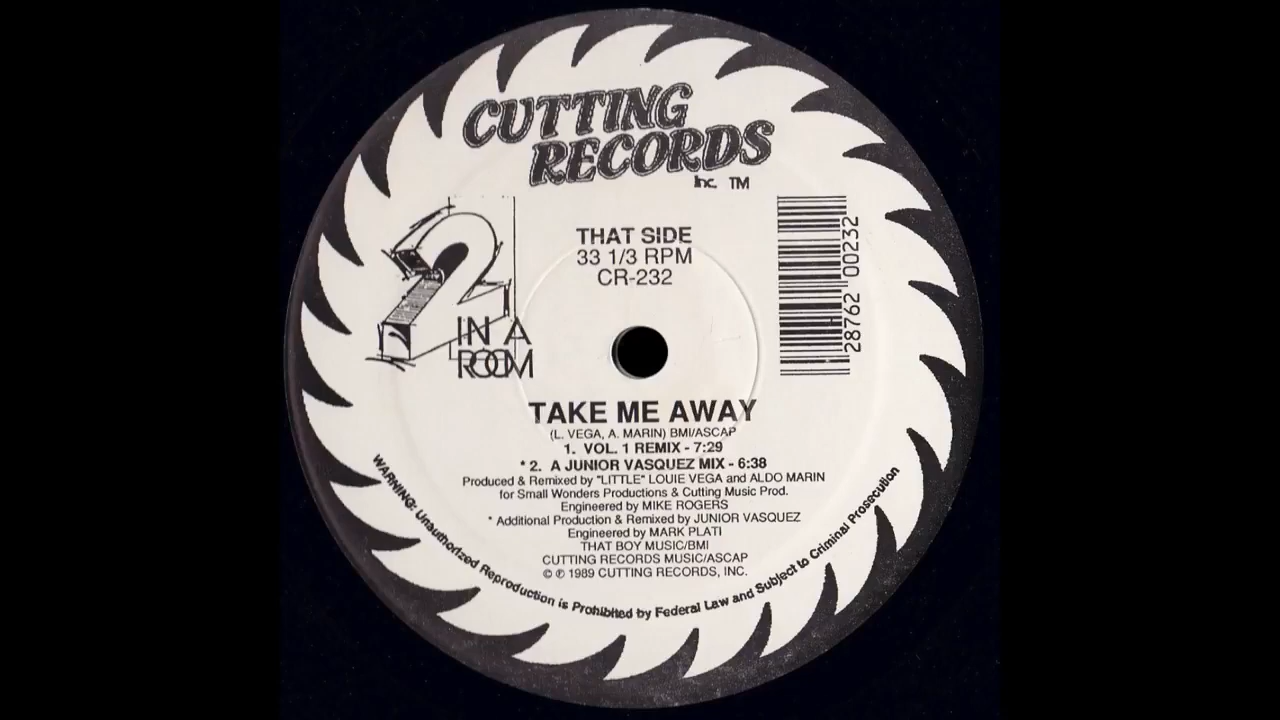 CUTTING
RECORDS
Inc. TM
2
IN A
ROOM
THAT SIDE
33 1/3 RPM
CR-232
28762 00232
TAKE ME AWAY
(L. VEGA, A. MARIN) BMI/ASCAP
1. VOL. 1 REMIX - 7:29
* 2. A JUNIOR VASQUEZ MIX - 6:38
Produced & Remixed by "LITTLE" LOUIE VEGA and ALDO MARIN
for Small Wonders Productions & Cutting Music Prod.
Engineered by MIKE ROGERS
* Additional Production & Remixed by JUNIOR VASQUEZ
Engineered by MARK PLATI
THAT BOY MUSIC/BMI
CUTTING RECORDS MUSIC/ASCAP
© ℗ 1989 CUTTING RECORDS, INC.
WARNING: Unauthorized Reproduction is Prohibited by Federal Law and Subject to Criminal Prosecution